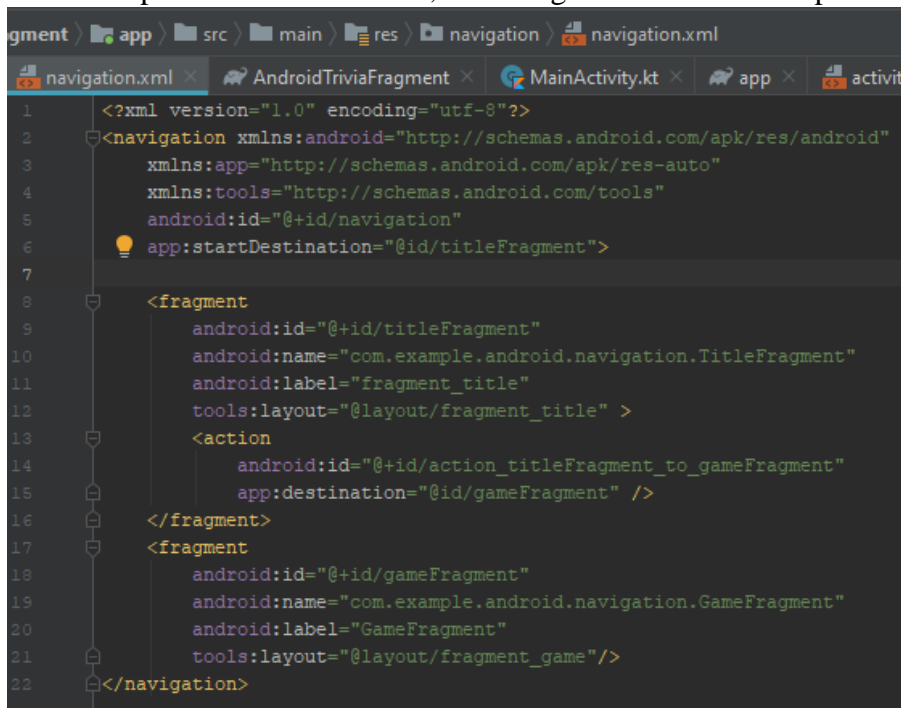 gment > app > src > main > res > navigation > navigation.xml
navigation.xml × AndroidTriviaFragment × MainActivity.kt × app × activit
1 <?xml version="1.0" encoding="utf-8"?>
2 <navigation xmlns:android="http://schemas.android.com/apk/res/android"
3 xmlns:app="http://schemas.android.com/apk/res-auto"
4 xmlns:tools="http://schemas.android.com/tools"
5 android:id="@+id/navigation"
6 app:startDestination="@id/titleFragment">
7
8 <fragment
9 android:id="@+id/titleFragment"
10 android:name="com.example.android.navigation.TitleFragment"
11 android:label="fragment_title"
12 tools:layout="@layout/fragment_title" >
13 <action
14 android:id="@+id/action_titleFragment_to_gameFragment"
15 app:destination="@id/gameFragment" />
16 </fragment>
17 <fragment
18 android:id="@+id/gameFragment"
19 android:name="com.example.android.navigation.GameFragment"
20 android:label="GameFragment"
21 tools:layout="@layout/fragment_game"/>
22 </navigation>